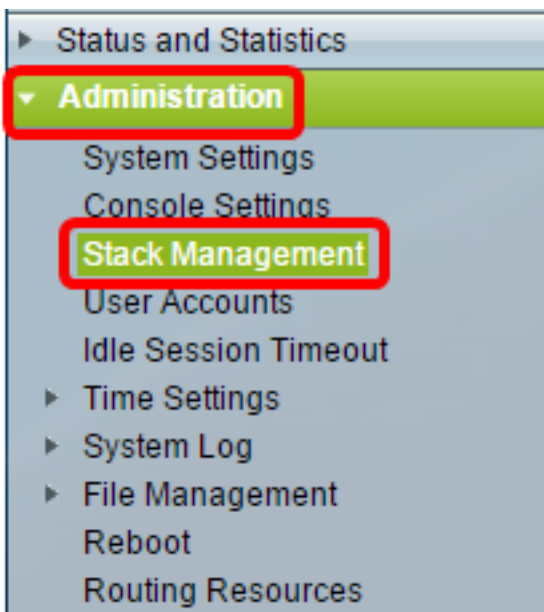 Status and Statistics
Administration
System Settings
Console Settings
Stack Management
User Accounts
Idle Session Timeout
Time Settings
System Log
File Management
Reboot
Routing Resources